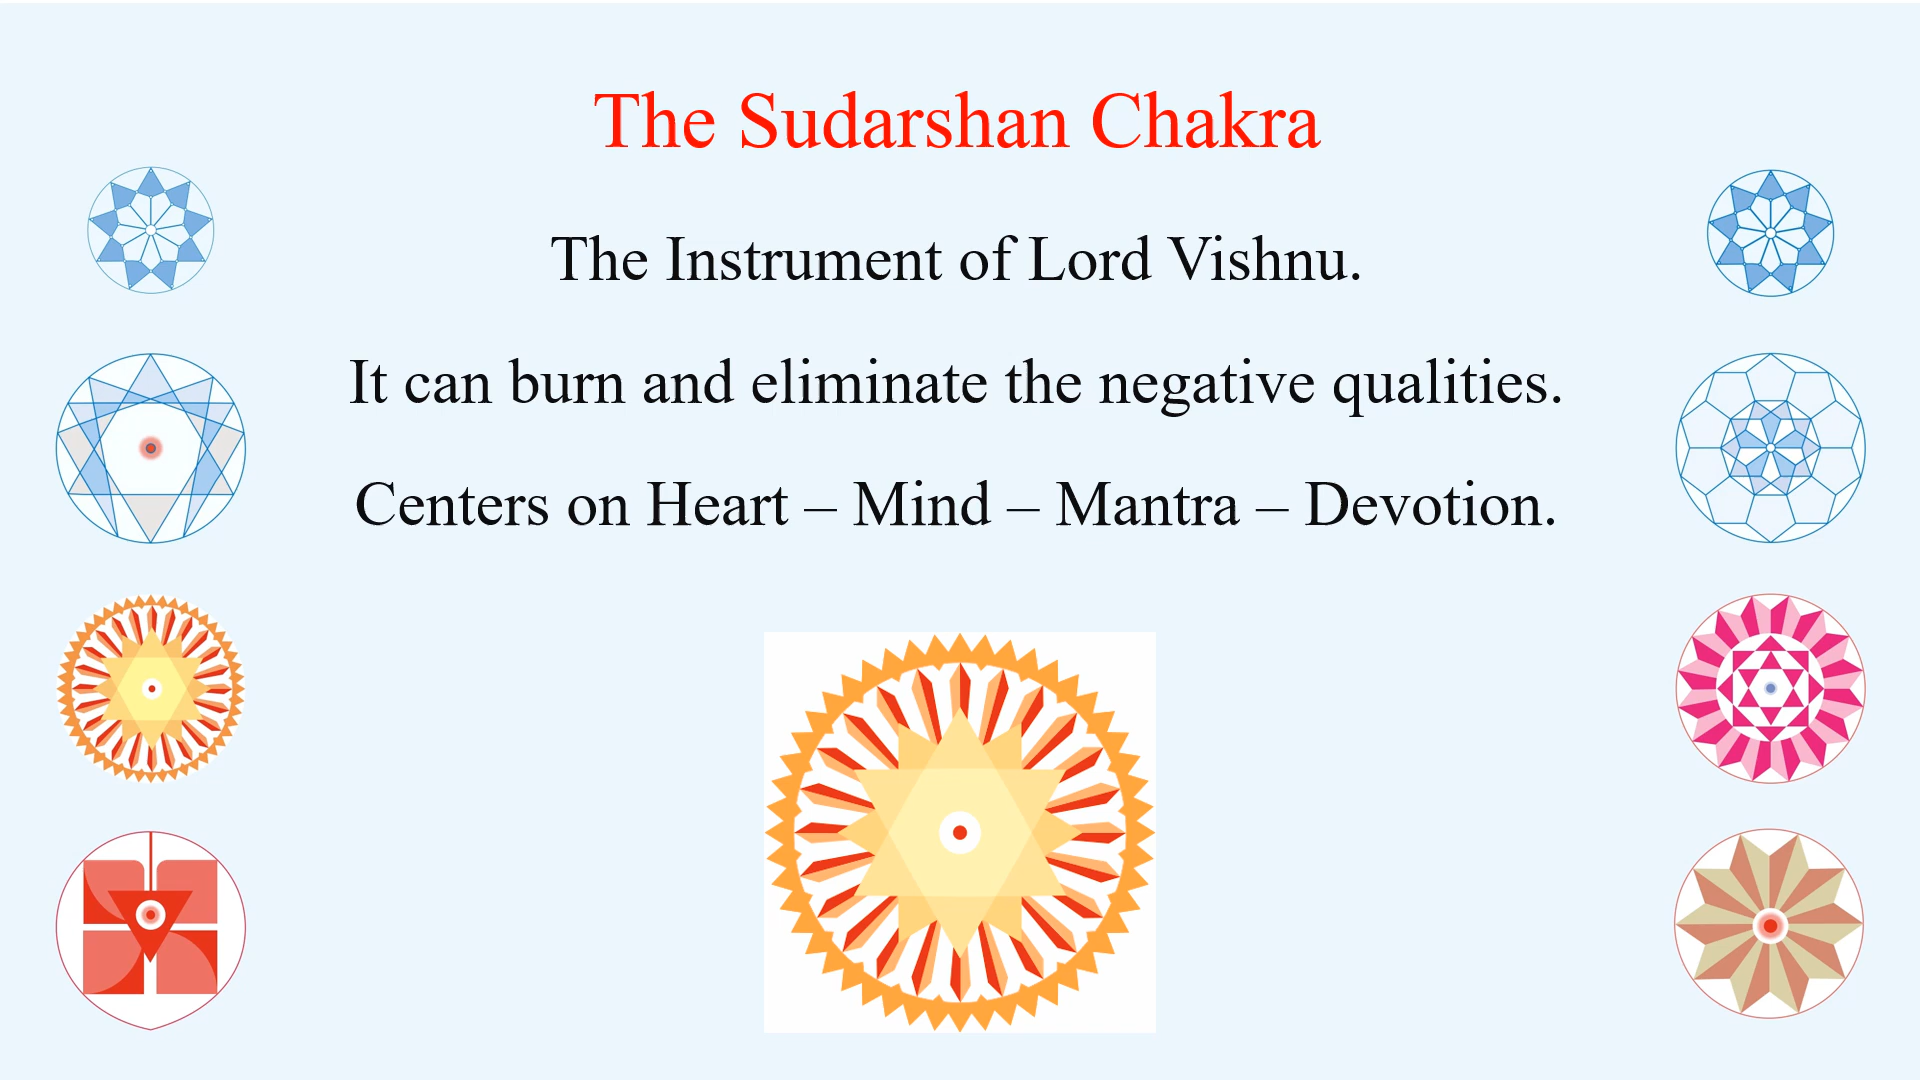 The Sudarshan Chakra
The Instrument of Lord Vishnu.
It can burn and eliminate the negative qualities.
Centers on Heart – Mind – Mantra – Devotion.